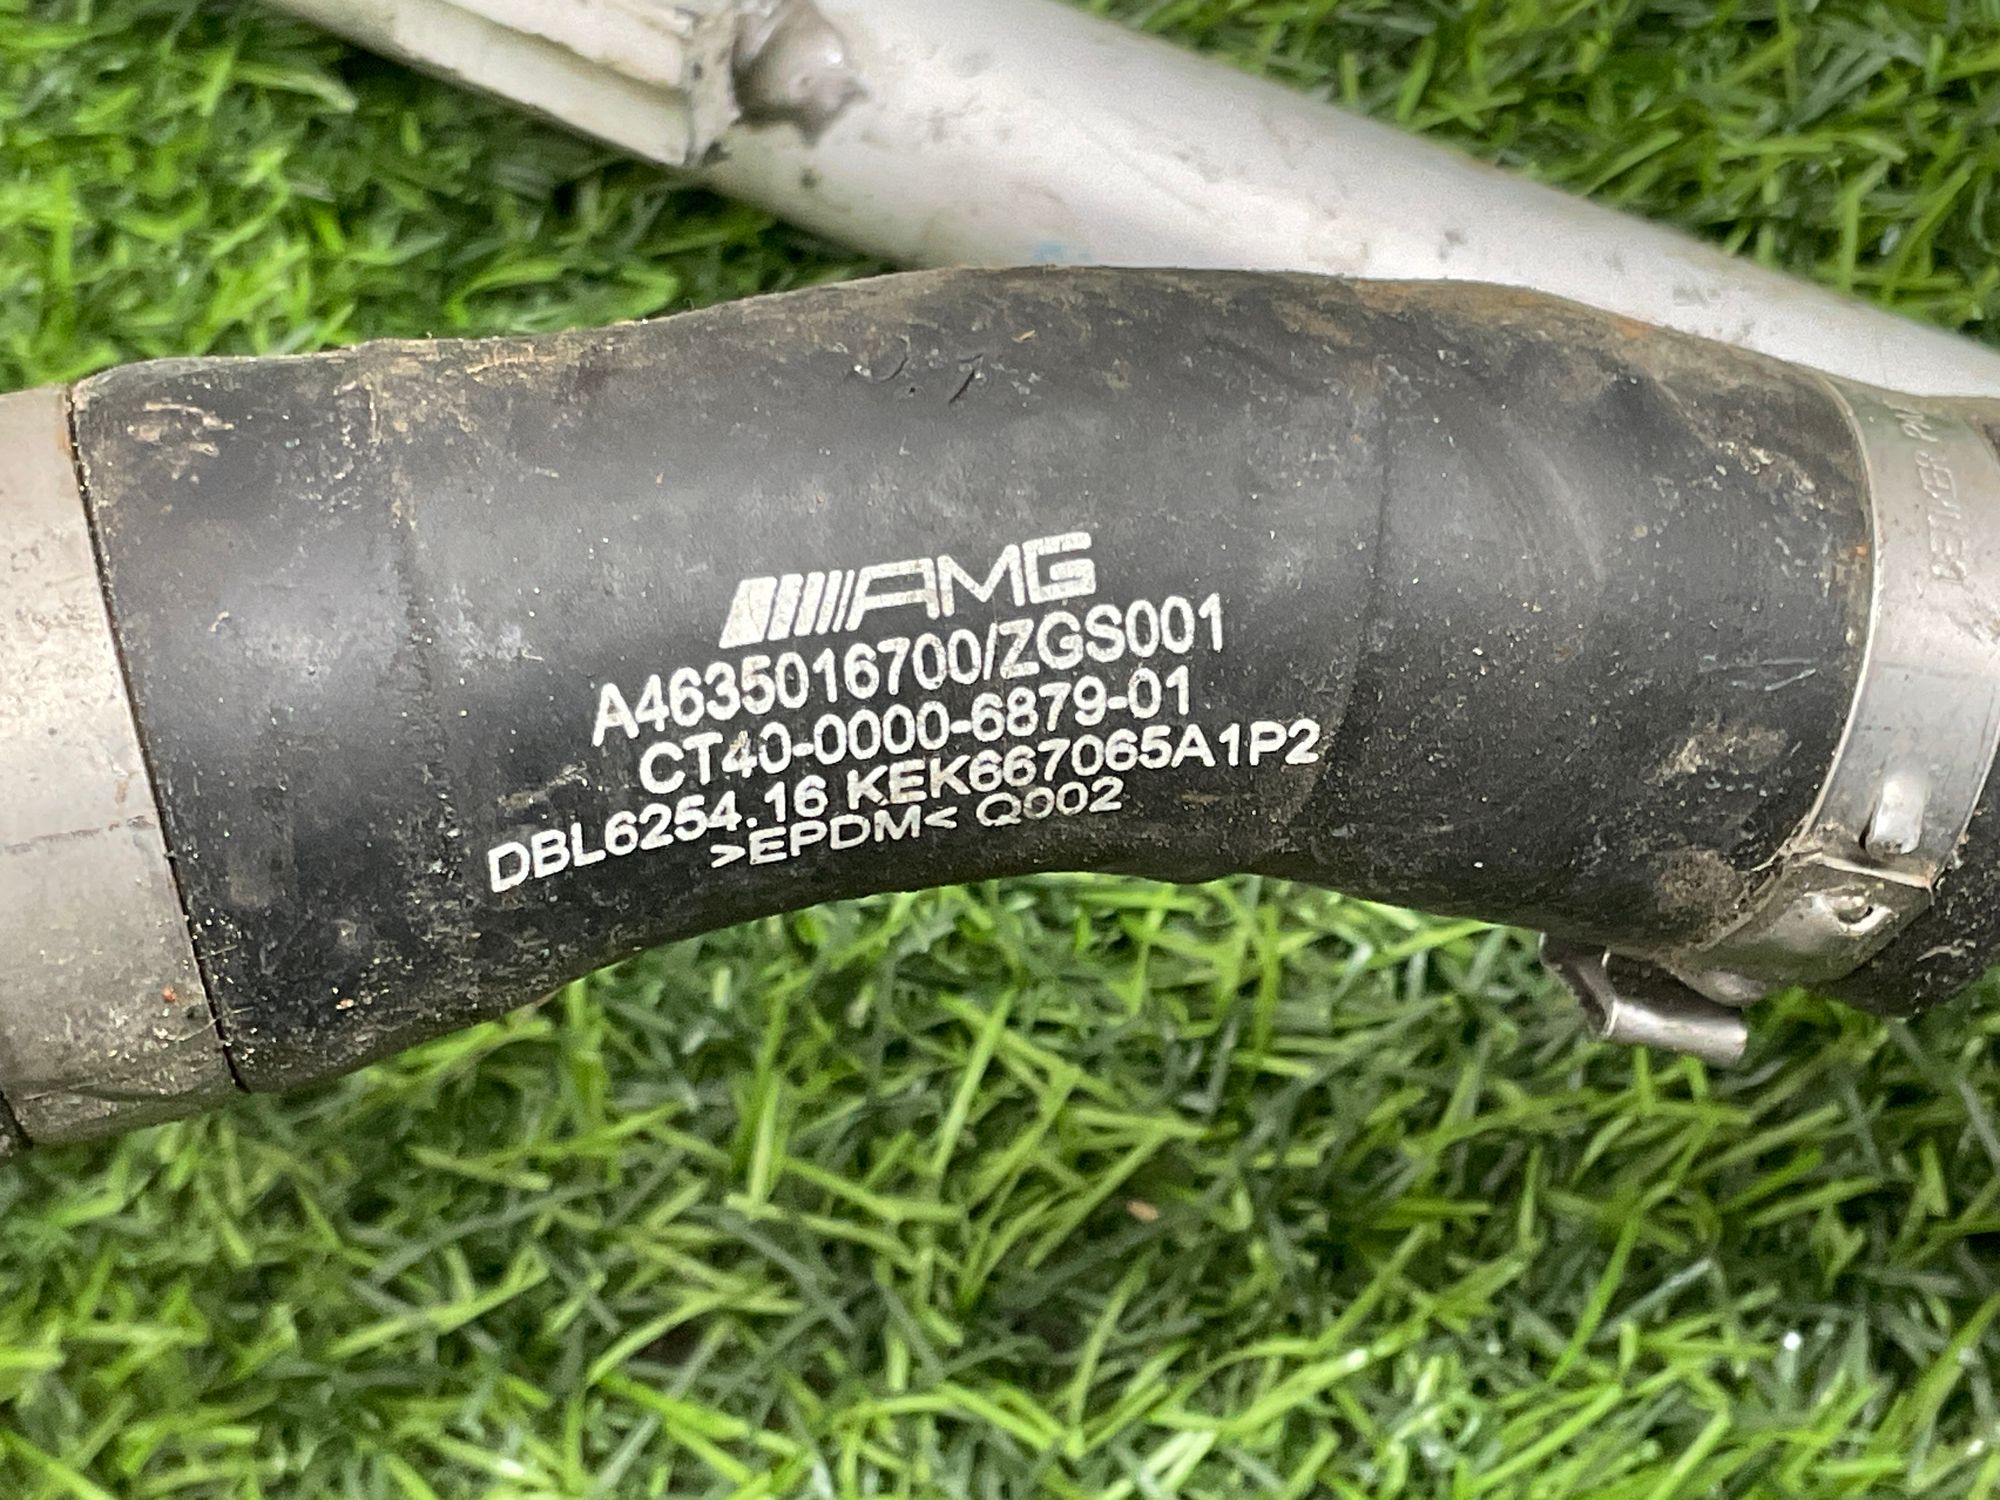 AMG
A4635016700/ZGS001
CT40-0000-6879-01
DBL6254.16 KEK667065A1P2
>EPDM< Q002